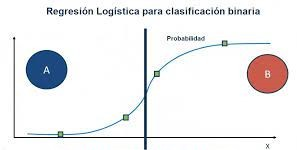 Regresión Logística para clasificación binaria
Probabilidad
A
B
X